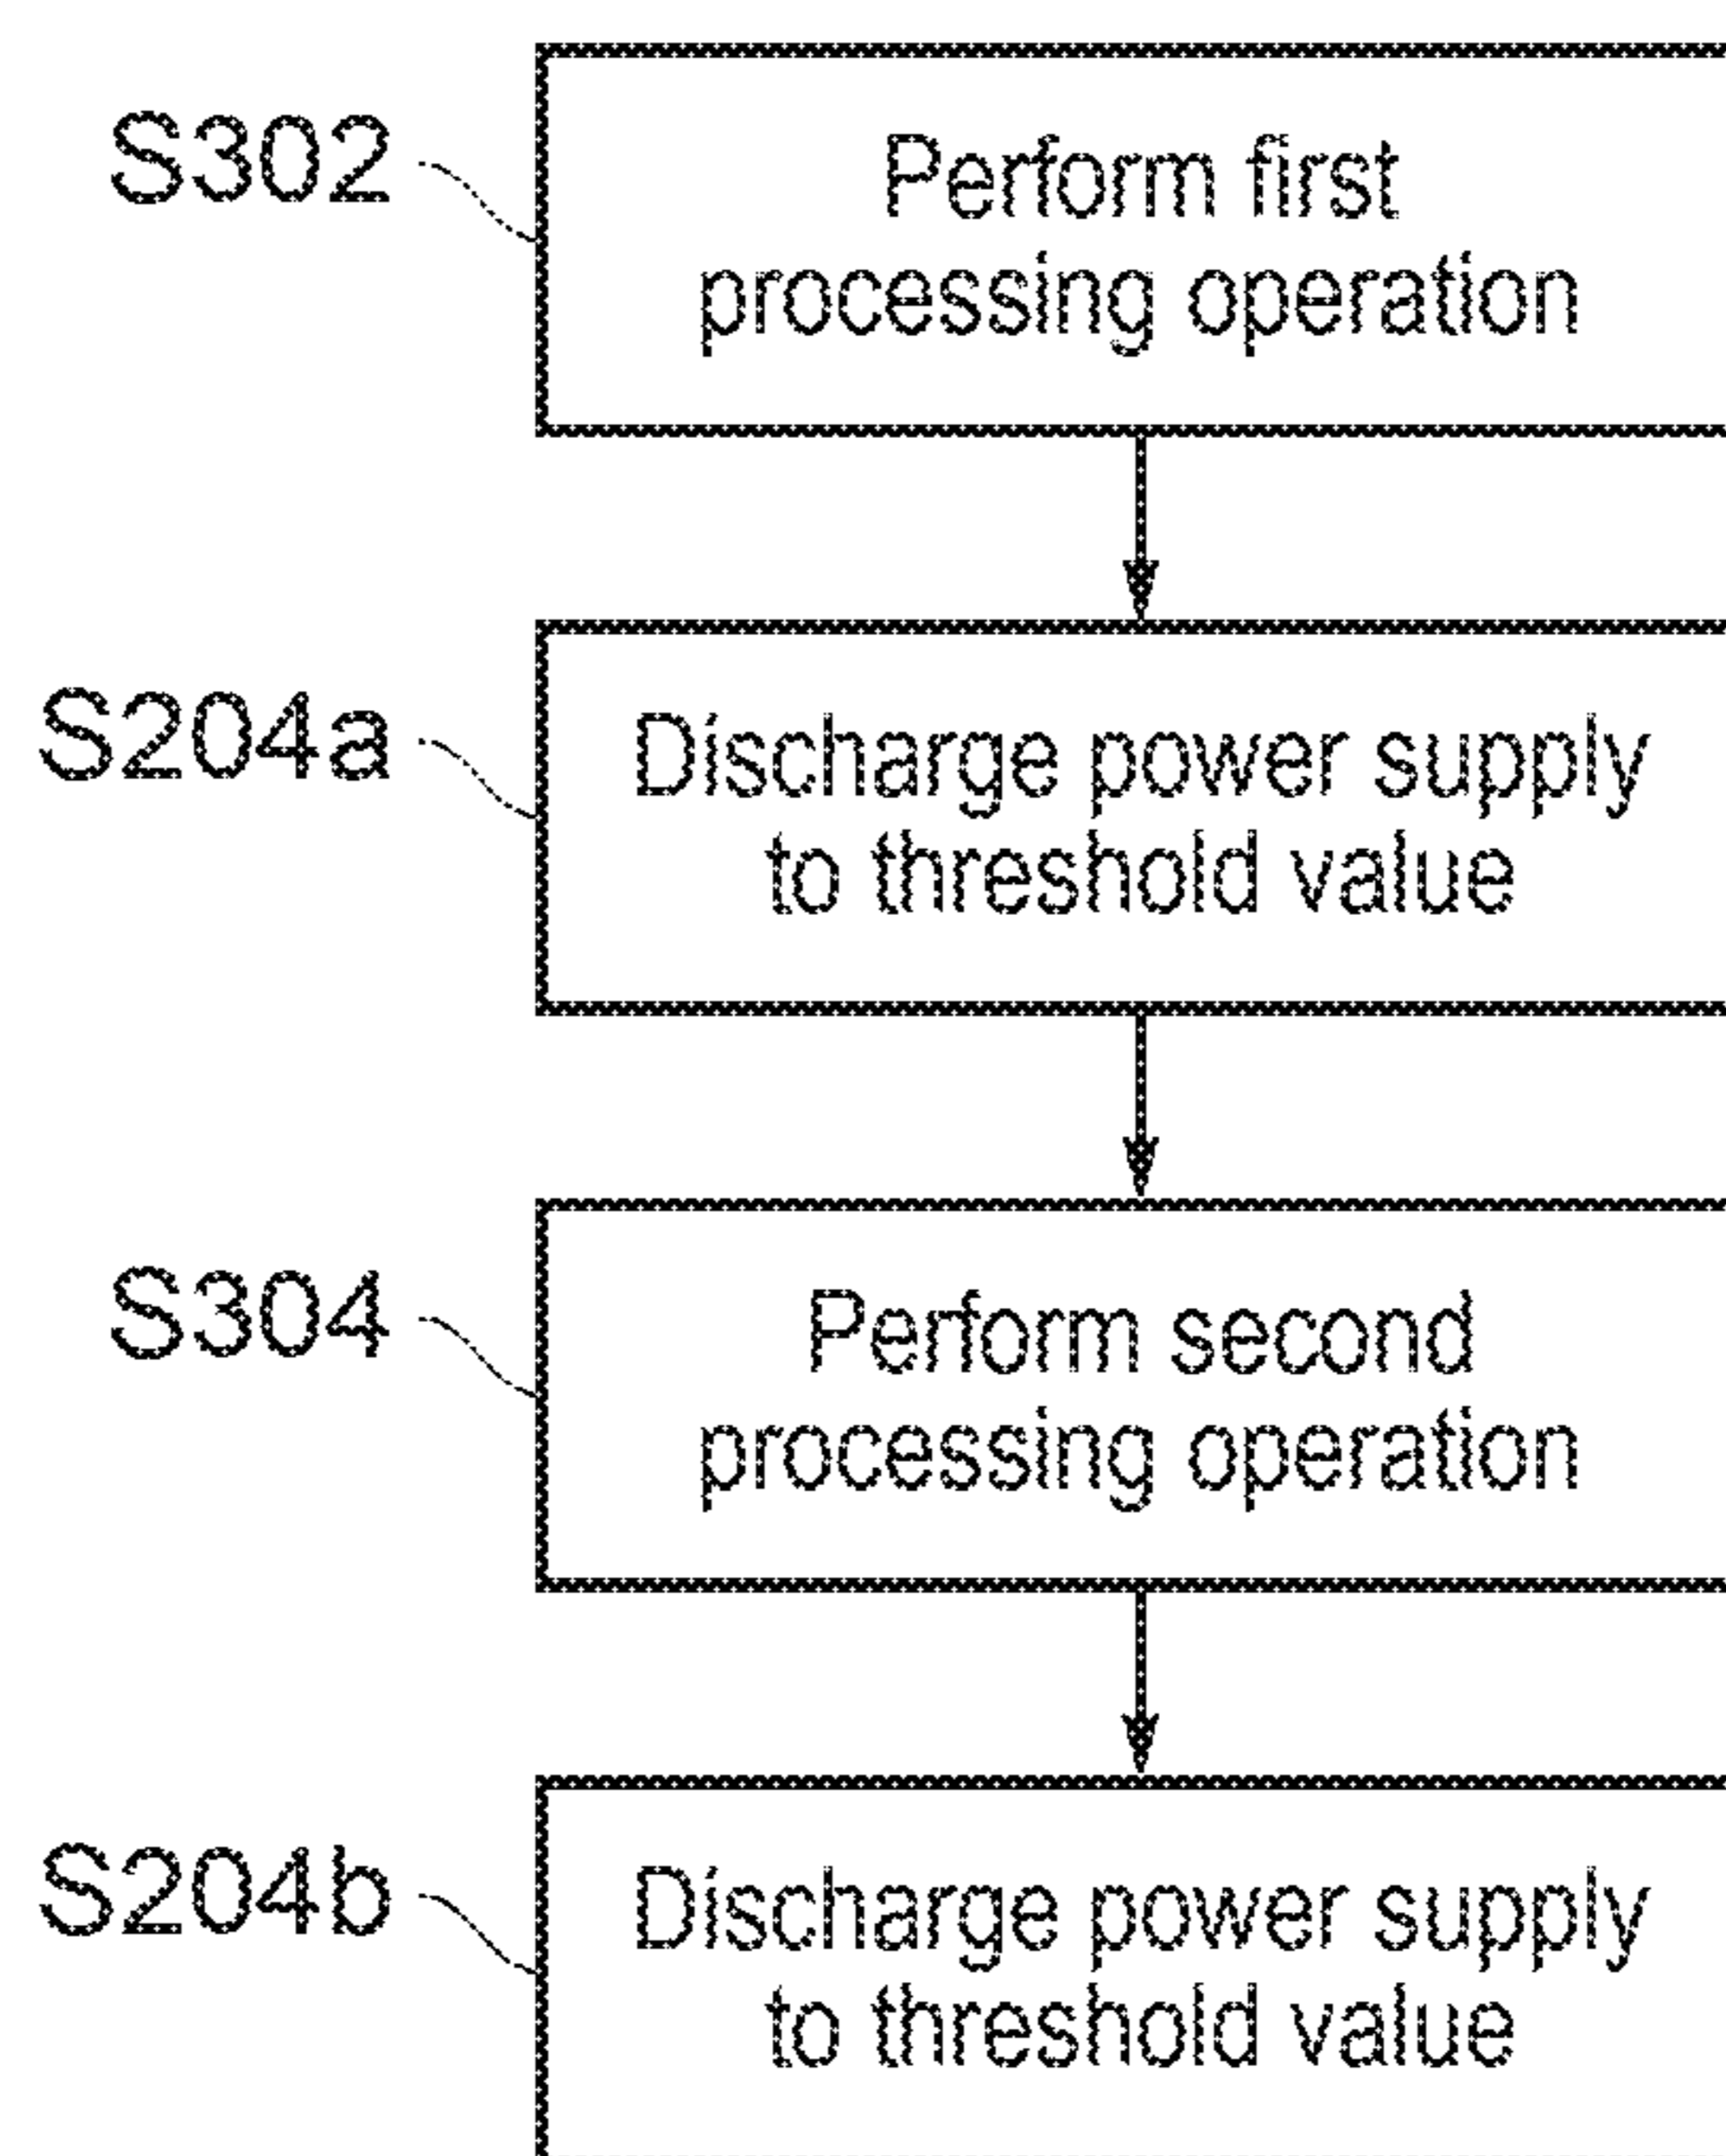 S302
Perform first
processing operation
S204a
Discharge power supply
to threshold value
S304
Perform second
processing operation
S204b
Discharge power supply
to threshold value